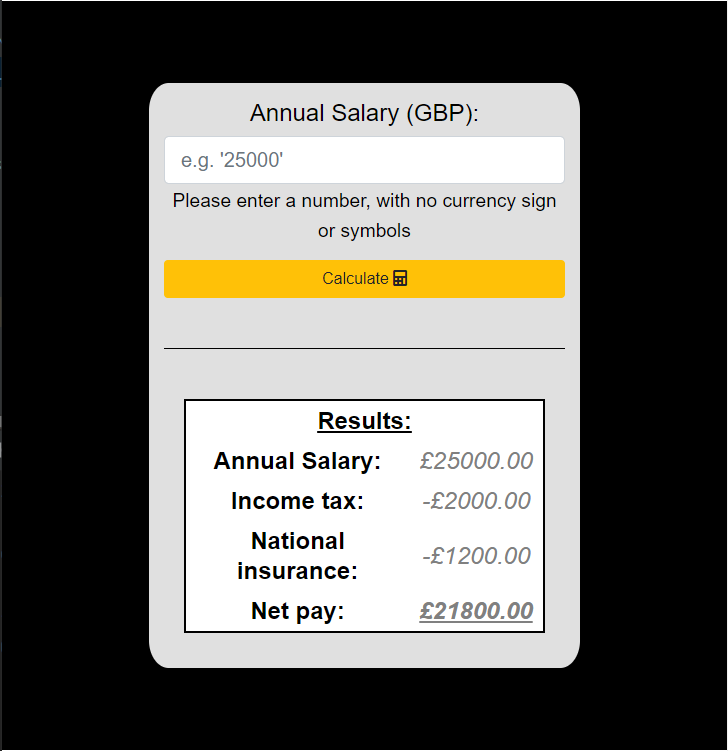 Annual Salary (GBP):
e.g. '25000'
Please enter a number, with no currency sign
or symbols
Calculate
Results:
Annual Salary: £25000.00
Income tax: -£2000.00
National
insurance: -£1200.00
Net pay: £21800.00